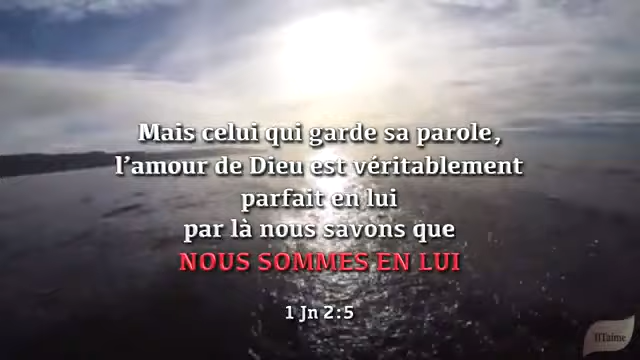 Mais celui qui garde sa parole,
l’amour de Dieu est véritablement
parfait en lui
par là nous savons que
NOUS SOMMES EN LUI
1 Jn 2:5
IlTaime